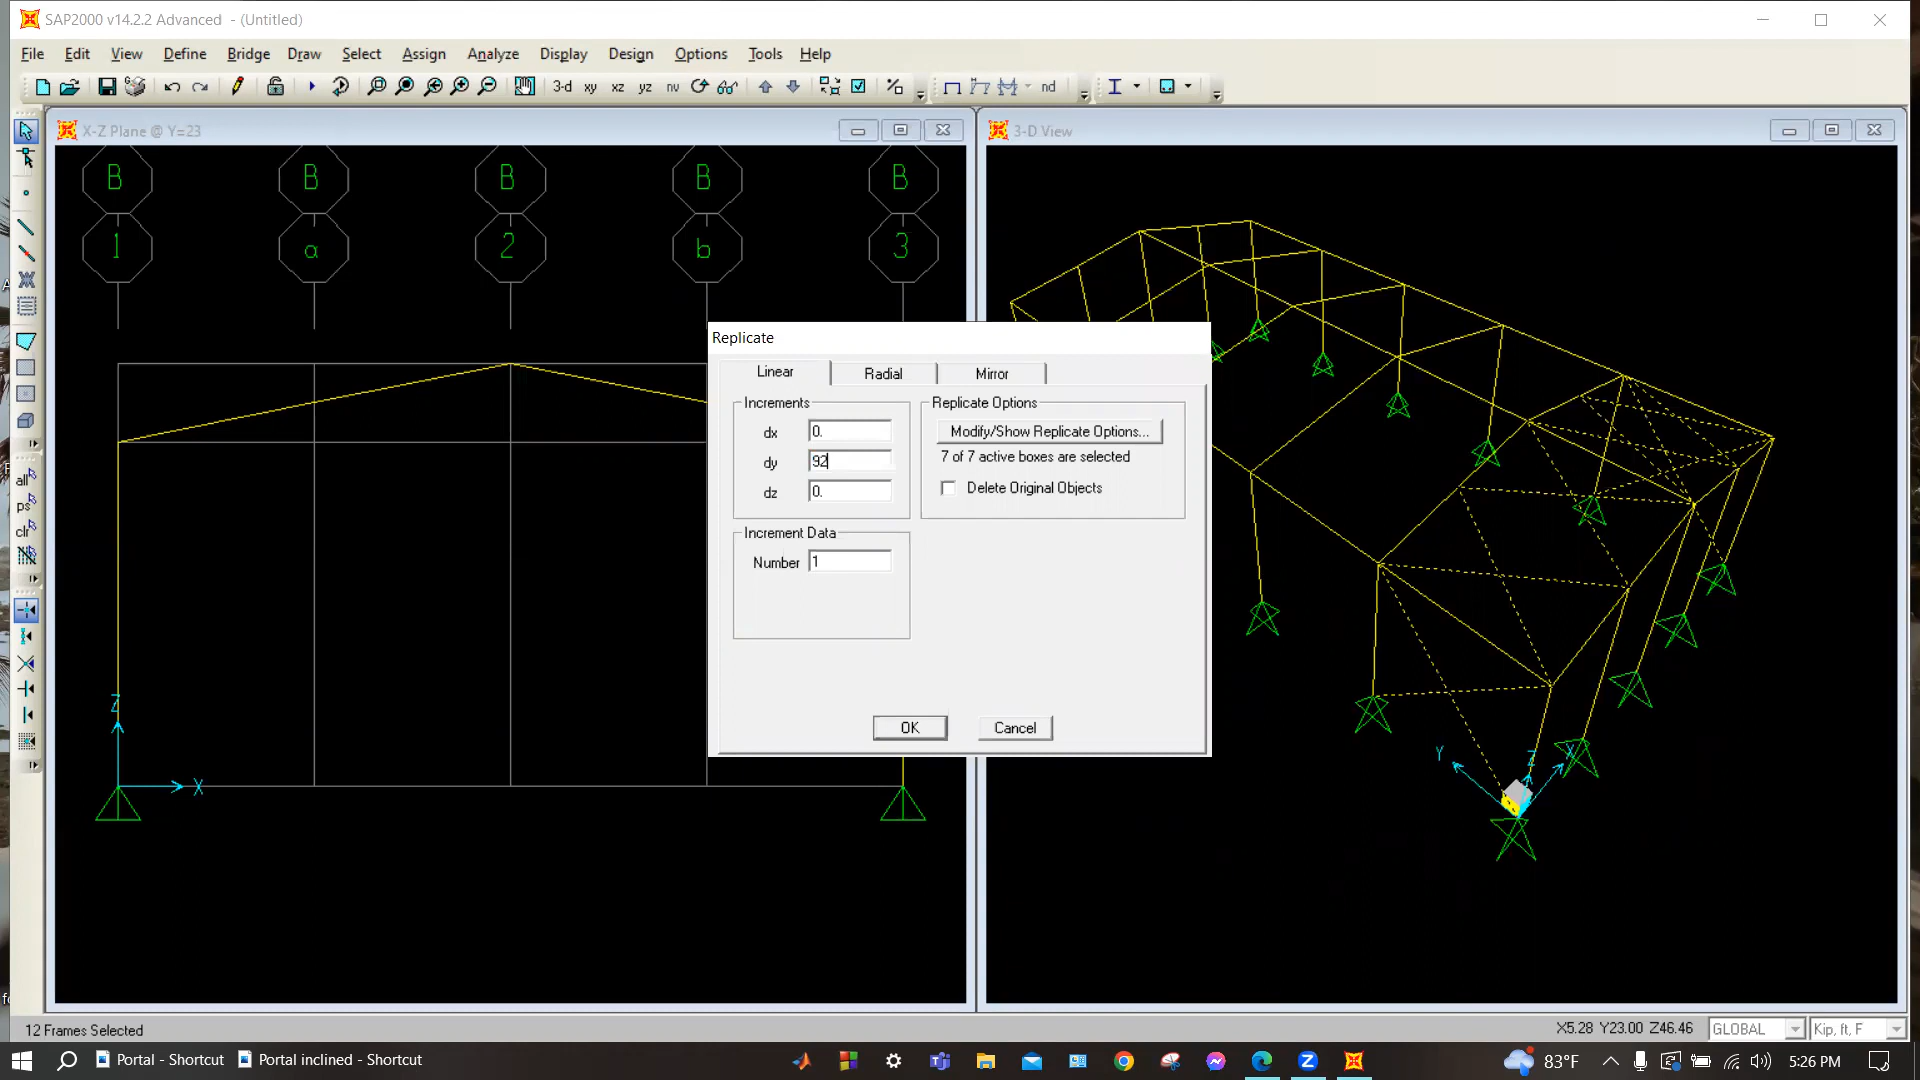 SAP2000 v14.2.2 Advanced - (Untitled)
File Edit View Define Bridge Draw Select Assign Analyze Display Design Options Tools Help
3-d xy xz yz nv nd
X-Z Plane @ Y=23
3-D View
B B B B B
1 a 2 b 3
all
ps
clr
Replicate
Linear Radial Mirror
Increments
dx 0.
dy 92
dz 0.
Replicate Options
Modify/Show Replicate Options...
7 of 7 active boxes are selected
Delete Original Objects
Increment Data
Number 1
OK Cancel
Z
X
Y Z X
12 Frames Selected
X5.28 Y23.00 Z46.46 GLOBAL Kip, ft, F
Portal - Shortcut Portal inclined - Shortcut
83°F 5:26 PM